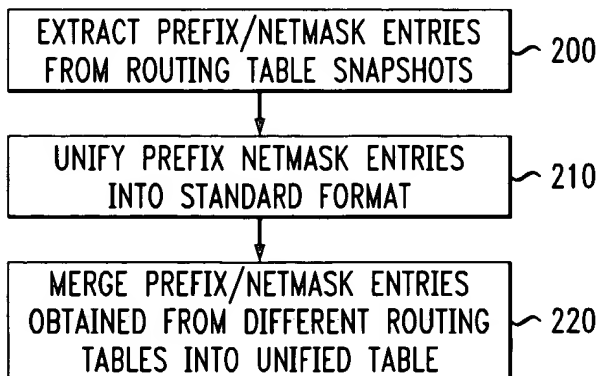 EXTRACT PREFIX/NETMASK ENTRIES
FROM ROUTING TABLE SNAPSHOTS
200
UNIFY PREFIX NETMASK ENTRIES
INTO STANDARD FORMAT
210
MERGE PREFIX/NETMASK ENTRIES
OBTAINED FROM DIFFERENT ROUTING
TABLES INTO UNIFIED TABLE
220